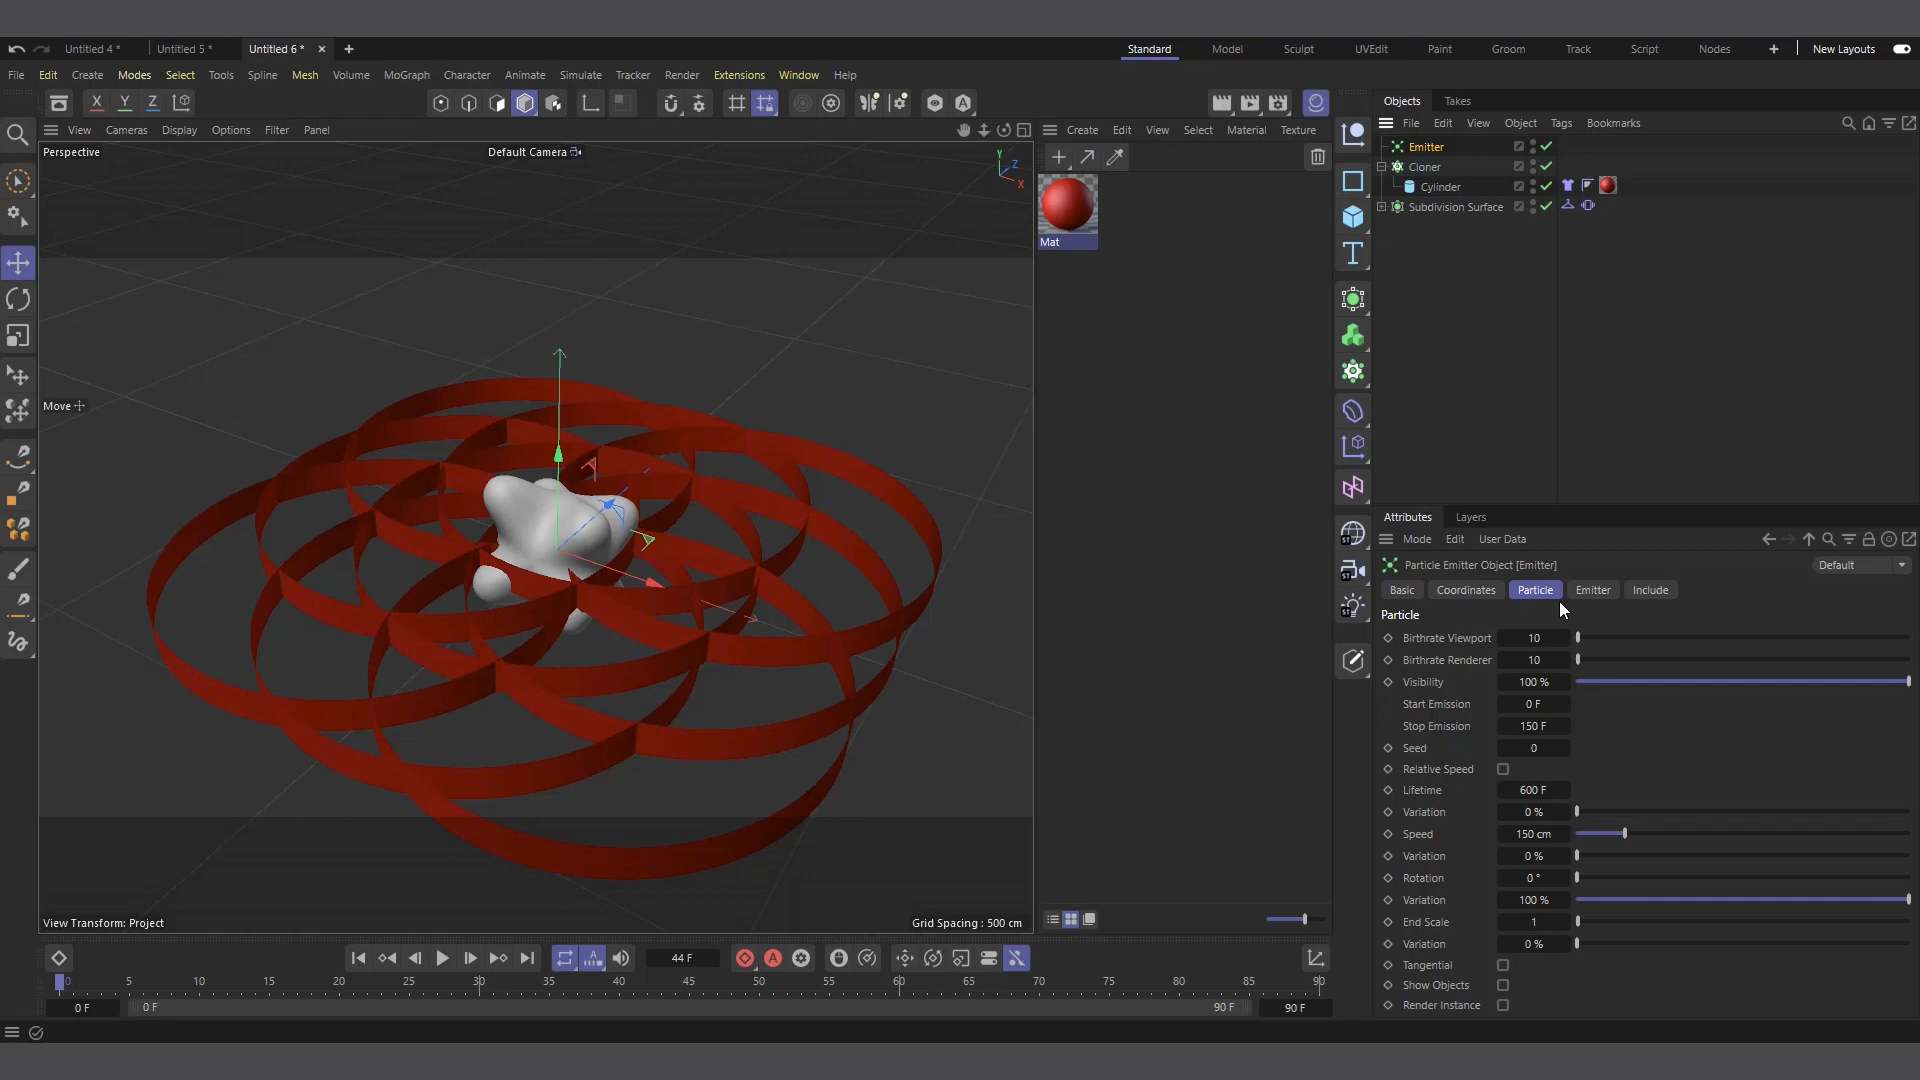 Untitled 4 * Untitled 5 * Untitled 6 * Standard Model Sculpt UVEdit Paint Groom Track Script Nodes New Layouts
File Edit Create Modes Select Tools Spline Mesh Volume MoGraph Character Animate Simulate Tracker Render Extensions Window Help
X Y Z
Objects Takes
View Cameras Display Options Filter Panel
Create Edit View Select Material Texture
File Edit View Object Tags Bookmarks
Perspective
Default Camera
Y Z X
Mat
Emitter
Cloner
Cylinder
Subdivision Surface
Move
View Transform: Project
Grid Spacing : 500 cm
Attributes Layers
Mode Edit User Data
Particle Emitter Object [Emitter]
Default
Basic Coordinates Particle Emitter Include
Particle
Birthrate Viewport 10
Birthrate Renderer 10
Visibility 100 %
Start Emission 0 F
Stop Emission 150 F
Seed 0
Relative Speed
Lifetime 600 F
Variation 0 %
Speed 150 cm
Variation 0 %
Rotation 0 °
Variation 100 %
End Scale 1
Variation 0 %
Tangential
Show Objects
Render Instance
44 F
0 5 10 15 20 25 30 35 40 45 50 55 60 65 70 75 80 85 90
0 F 0 F 90 F 90 F